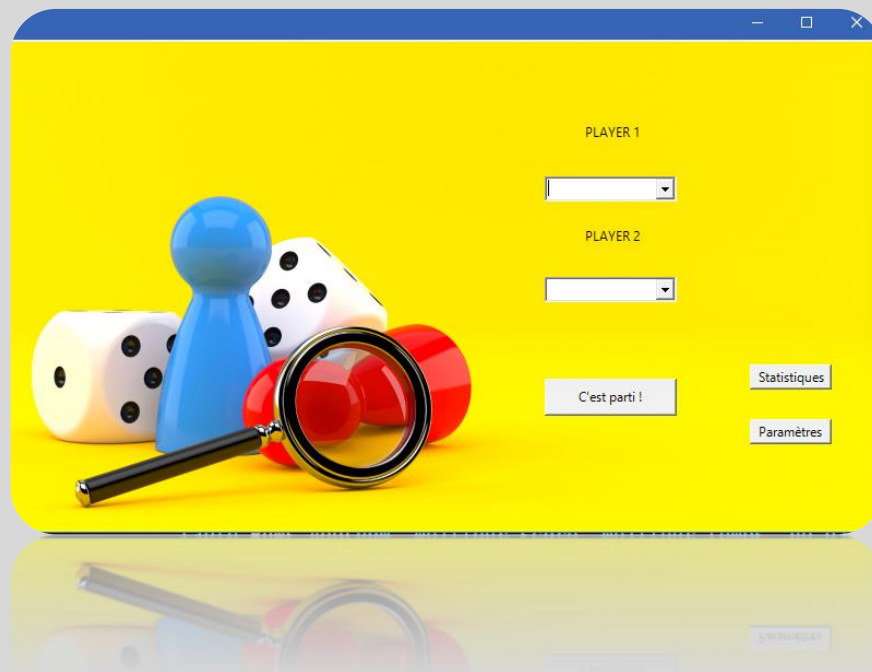 PLAYER 1
PLAYER 2
C'est parti !
Statistiques
Paramètres